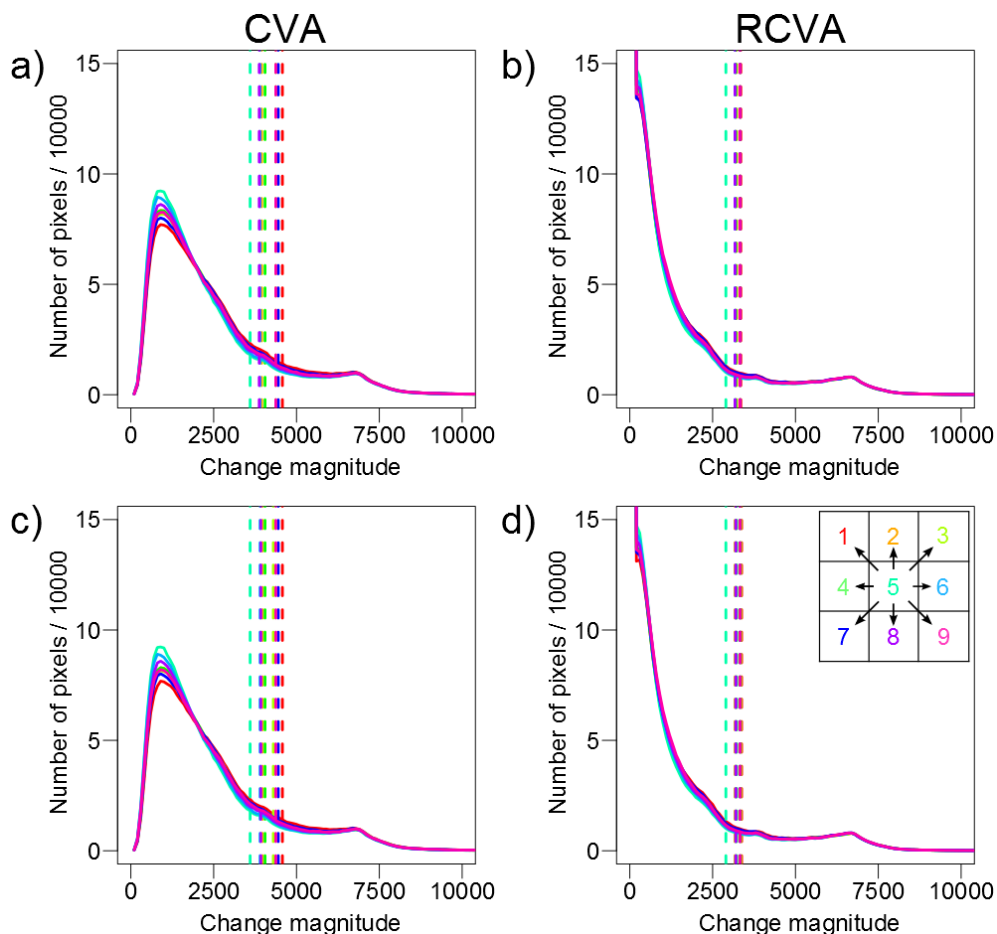 CVA
RCVA
a)
Number of pixels / 10000
15
10
5
0
0 2500 5000 7500 10000
Change magnitude
b)
Number of pixels / 10000
15
10
5
0
0 2500 5000 7500 10000
Change magnitude
c)
Number of pixels / 10000
15
10
5
0
0 2500 5000 7500 10000
Change magnitude
d)
Number of pixels / 10000
15
10
5
0
0 2500 5000 7500 10000
Change magnitude
1 2 3
4 5 6
7 8 9